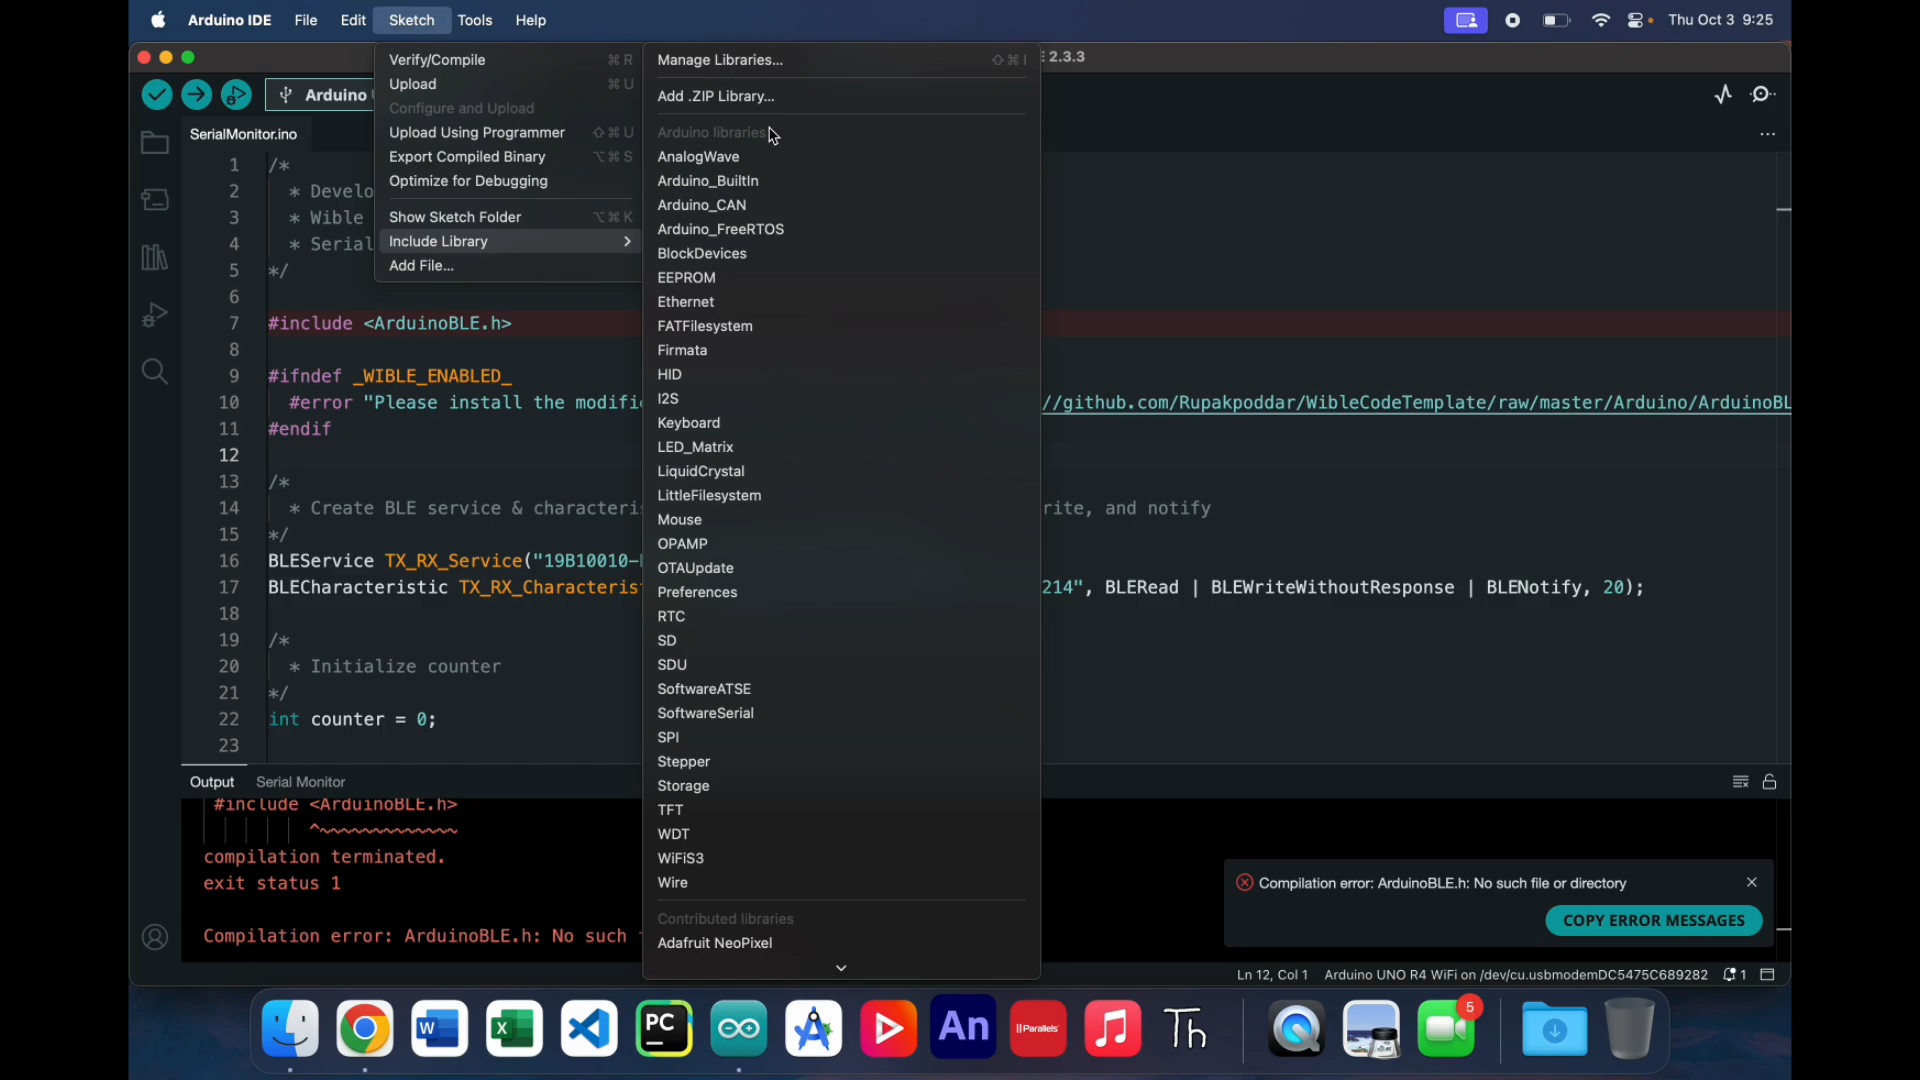 Arduino IDE File Edit Sketch Tools Help Thu Oct 3 9:25
2.3.3
Arduino
SerialMonitor.ino
Verify/Compile ⌘ R
Upload ⌘ U
Configure and Upload
Upload Using Programmer ⇧ ⌘ U
Export Compiled Binary ⌥ ⌘ S
Optimize for Debugging
Show Sketch Folder ⌥ ⌘ K
Include Library >
Add File...
Manage Libraries... ⇧ ⌘ I
Add .ZIP Library...
Arduino libraries
AnalogWave
Arduino_BuiltIn
Arduino_CAN
Arduino_FreeRTOS
BlockDevices
EEPROM
Ethernet
FATFilesystem
Firmata
HID
I2S
Keyboard
LED_Matrix
LiquidCrystal
LittleFilesystem
Mouse
OPAMP
OTAUpdate
Preferences
RTC
SD
SDU
SoftwareATSE
SoftwareSerial
SPI
Stepper
Storage
TFT
WDT
WiFiS3
Wire
Contributed libraries
Adafruit NeoPixel
1 /*
2 * Develo
3 * Wible
4 * Serial
5 */
6
7 #include <ArduinoBLE.h>
8
9 #ifndef _WIBLE_ENABLED_
10 #error "Please install the modifi //github.com/Rupakpoddar/WibleCodeTemplate/raw/master/Arduino/ArduinoBL
11 #endif
12
13 /*
14 * Create BLE service & characteris rite, and notify
15 */
16 BLEService TX_RX_Service("19B10010-
17 BLECharacteristic TX_RX_Characterist 214", BLERead | BLEWriteWithoutResponse | BLENotify, 20);
18
19 /*
20 * Initialize counter
21 */
22 int counter = 0;
23
Output Serial Monitor
#include <ArduinoBLE.h>
^~~~~~~~~~~~~~
compilation terminated.
exit status 1
Compilation error: ArduinoBLE.h: No such
Compilation error: ArduinoBLE.h: No such file or directory
COPY ERROR MESSAGES
Ln 12, Col 1 Arduino UNO R4 WiFi on /dev/cu.usbmodemDC5475C689282 1
W X PC An Parallels Th 5